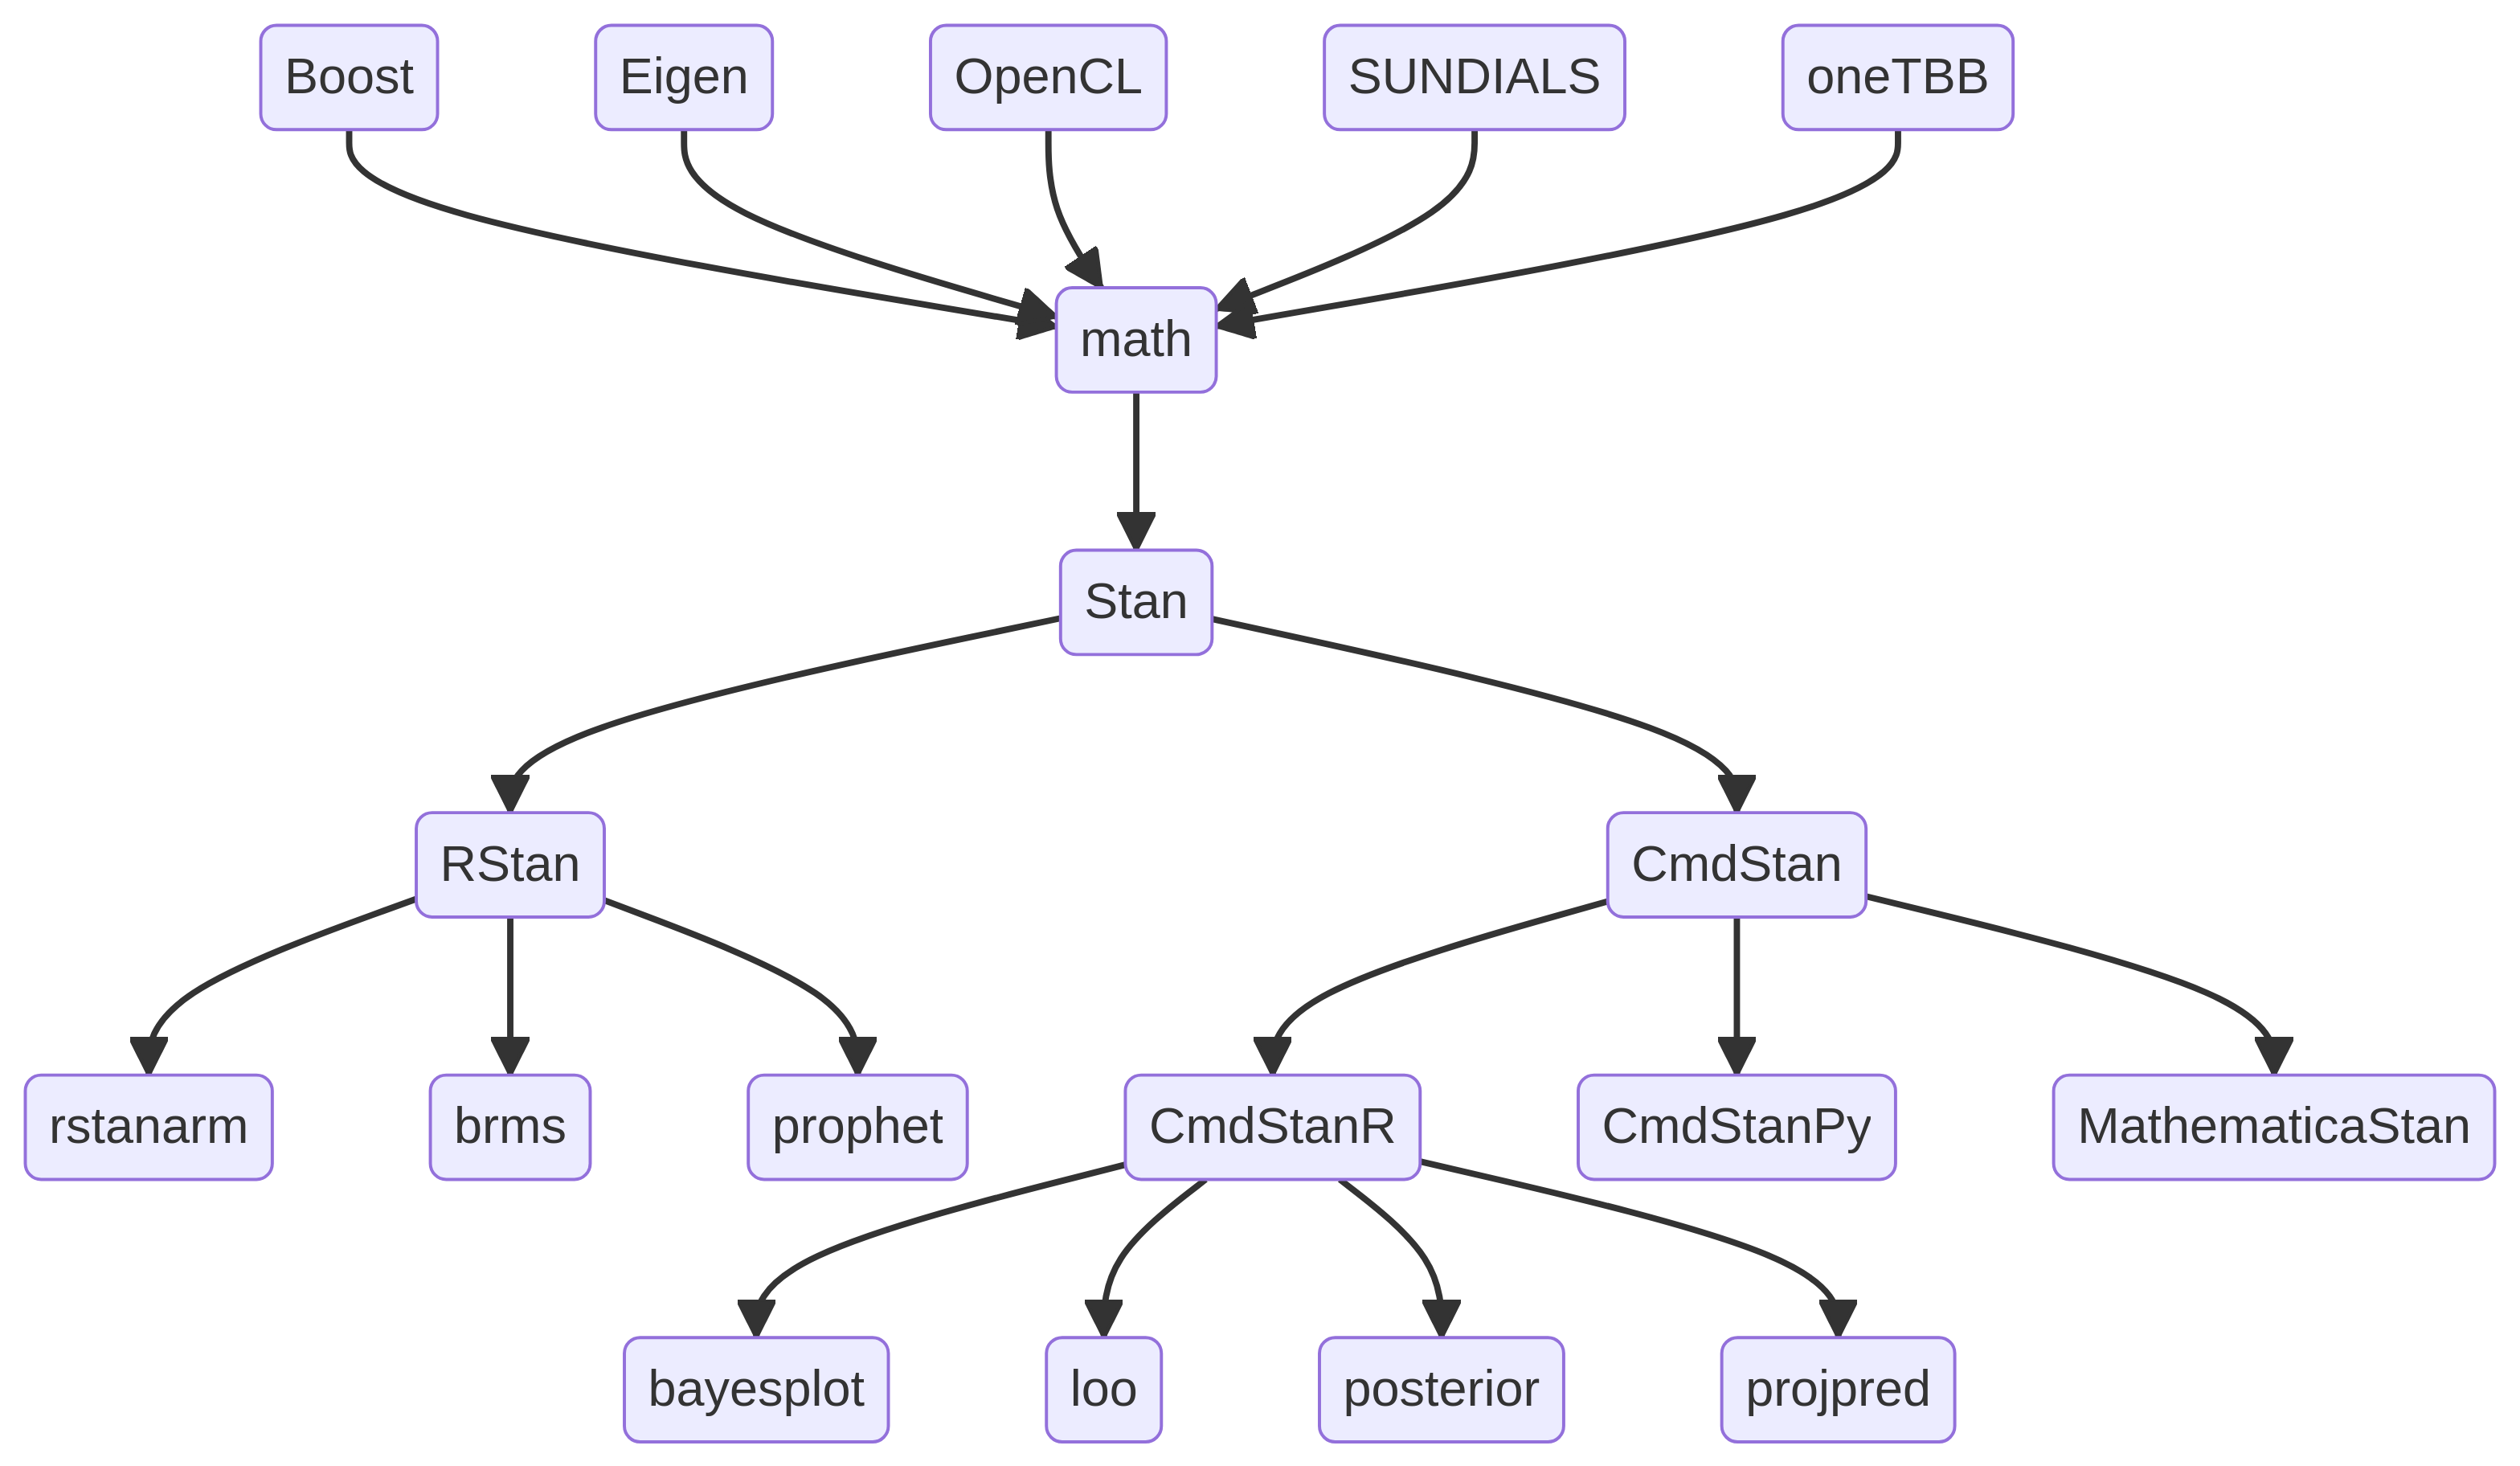 Boost
Eigen
OpenCL
SUNDIALS
oneTBB
math
Stan
RStan
CmdStan
rstanarm
brms
prophet
CmdStanR
CmdStanPy
MathematicaStan
bayesplot
loo
posterior
projpred